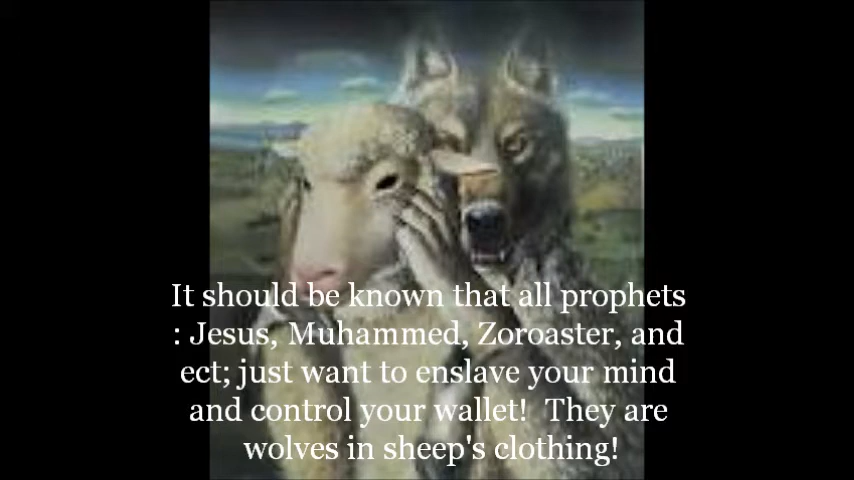 It should be known that all prophets
: Jesus, Muhammed, Zoroaster, and
ect; just want to enslave your mind
and control your wallet!  They are
wolves in sheep's clothing!